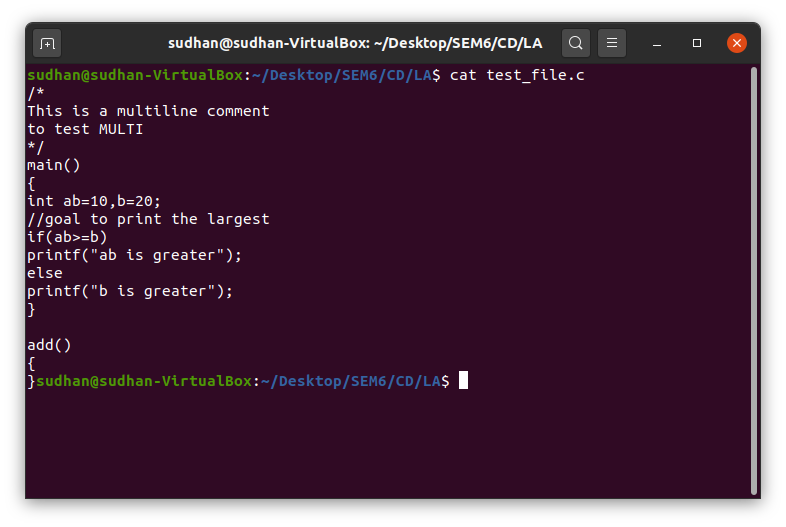 sudhan@sudhan-VirtualBox: ~/Desktop/SEM6/CD/LA
sudhan@sudhan-VirtualBox:~/Desktop/SEM6/CD/LA$ cat test_file.c
/*
This is a multiline comment
to test MULTI
*/
main()
{
int ab=10,b=20;
//goal to print the largest
if(ab>=b)
printf("ab is greater");
else
printf("b is greater");
}

add()
{
}sudhan@sudhan-VirtualBox:~/Desktop/SEM6/CD/LA$